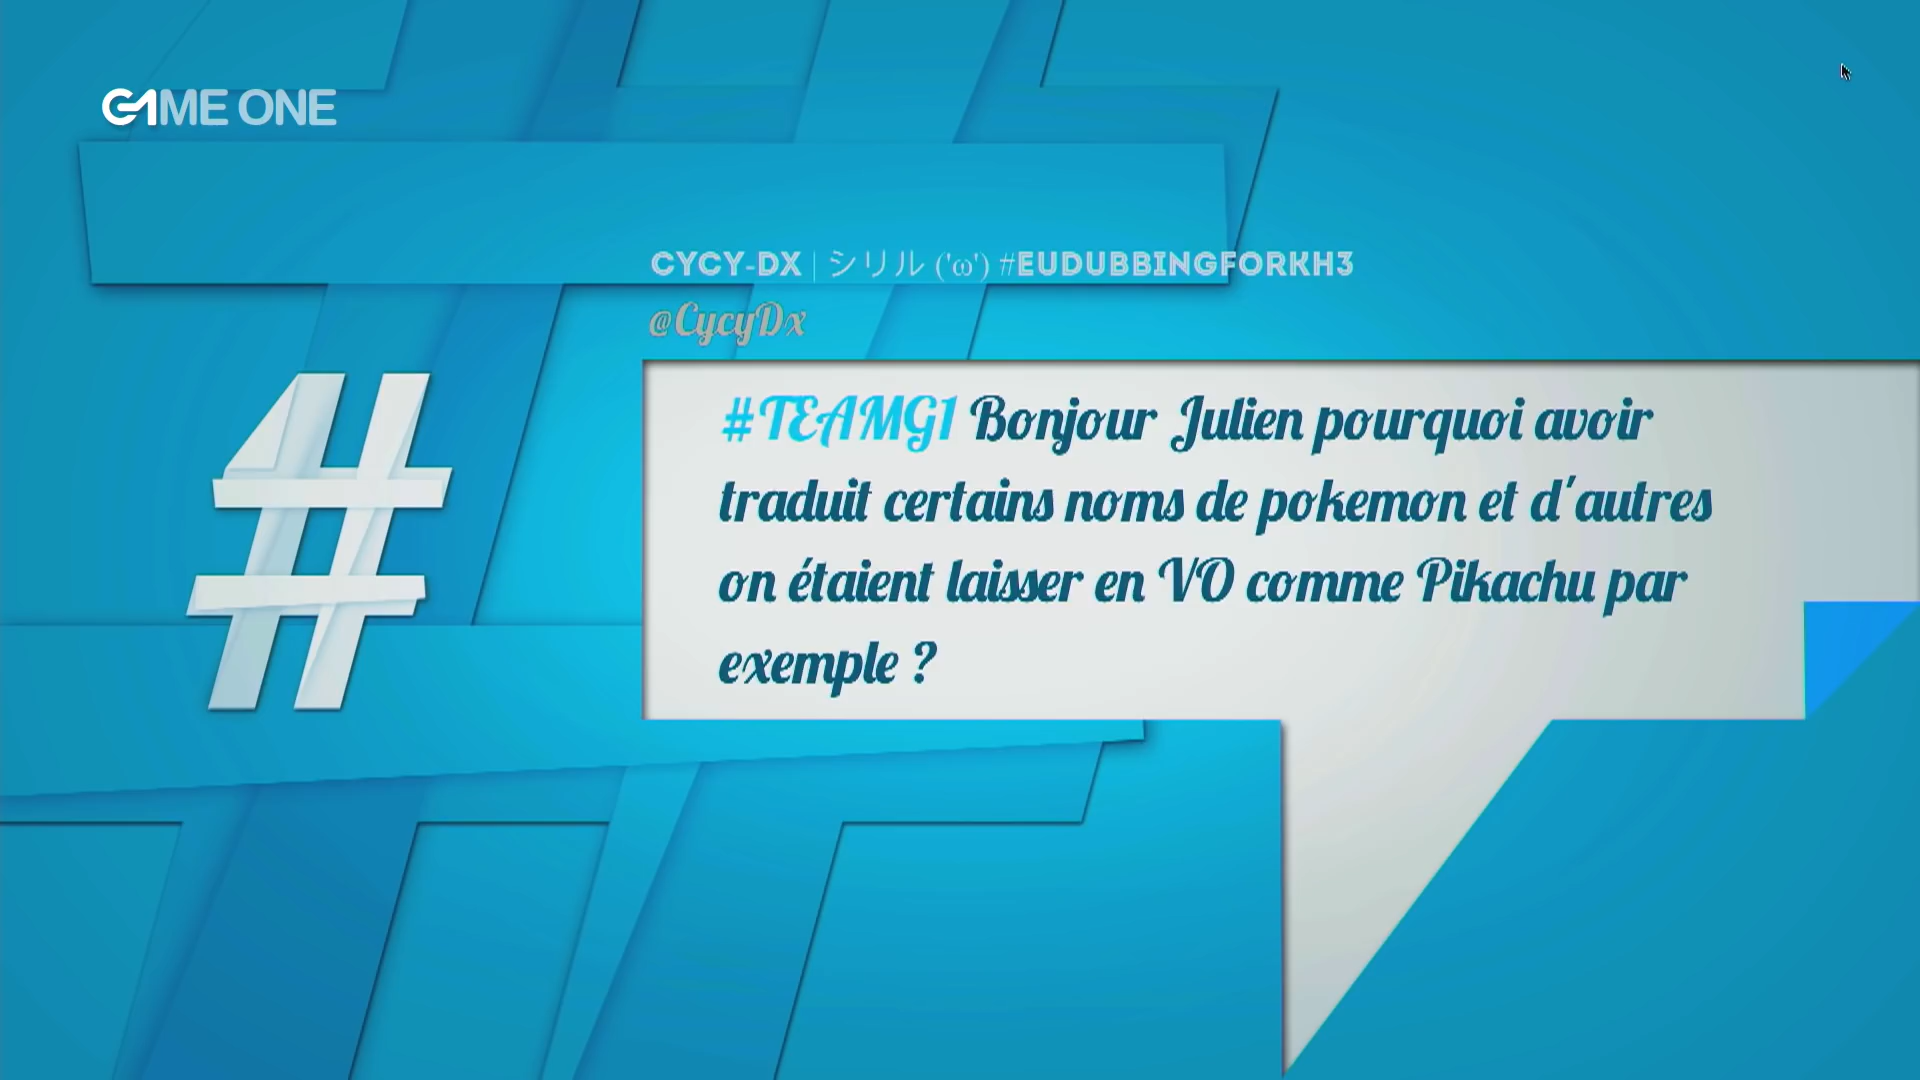 GAME ONE
CYCY-DX | シリル ('ω') #EUDUBBINGFORKH3
@CycyDx
#TEAMG1 Bonjour Julien pourquoi avoir
traduit certains noms de pokemon et d'autres
on étaient laisser en VO comme Pikachu par
exemple ?